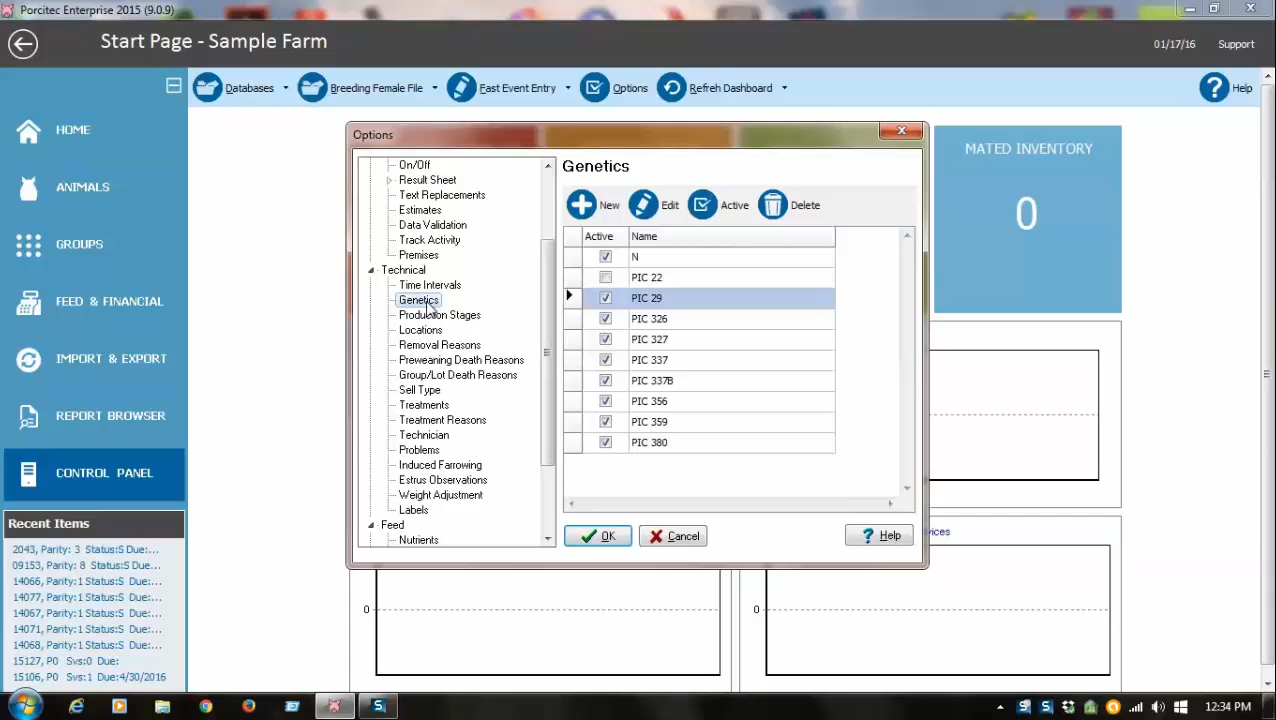 Porcitec Enterprise 2015 (9.0.9)
Start Page - Sample Farm
01/17/16 Support
Databases Breeding Female File Fast Event Entry Options Refreh Dashboard Help
HOME
ANIMALS
GROUPS
FEED & FINANCIAL
IMPORT & EXPORT
REPORT BROWSER
CONTROL PANEL
Recent Items
2043, Parity: 3 Status:S Due:...
09153, Parity: 8 Status:S Due...
14066, Parity:1 Status:S Due:...
14077, Parity:1 Status:S Due:...
14067, Parity:1 Status:S Due:...
14071, Parity:1 Status:S Due:...
14068, Parity:1 Status:S Due:...
15127, P0 Svs:0 Due:
15106, P0 Svs:1 Due:4/30/2016
Options
On/Off
Result Sheet
Text Replacements
Estimates
Data Validation
Track Activity
Premises
Technical
Time Intervals
Genetics
Production Stages
Locations
Removal Reasons
Preweaning Death Reasons
Group/Lot Death Reasons
Sell Type
Treatments
Treatment Reasons
Technician
Problems
Induced Farrowing
Estrus Observations
Weight Adjustment
Labels
Feed
Nutrients
Genetics
New Edit Active Delete
Active Name
N
PIC 22
PIC 29
PIC 326
PIC 327
PIC 337
PIC 337B
PIC 356
PIC 359
PIC 380
OK Cancel Help
MATED INVENTORY
0
vices
0
0
12:34 PM